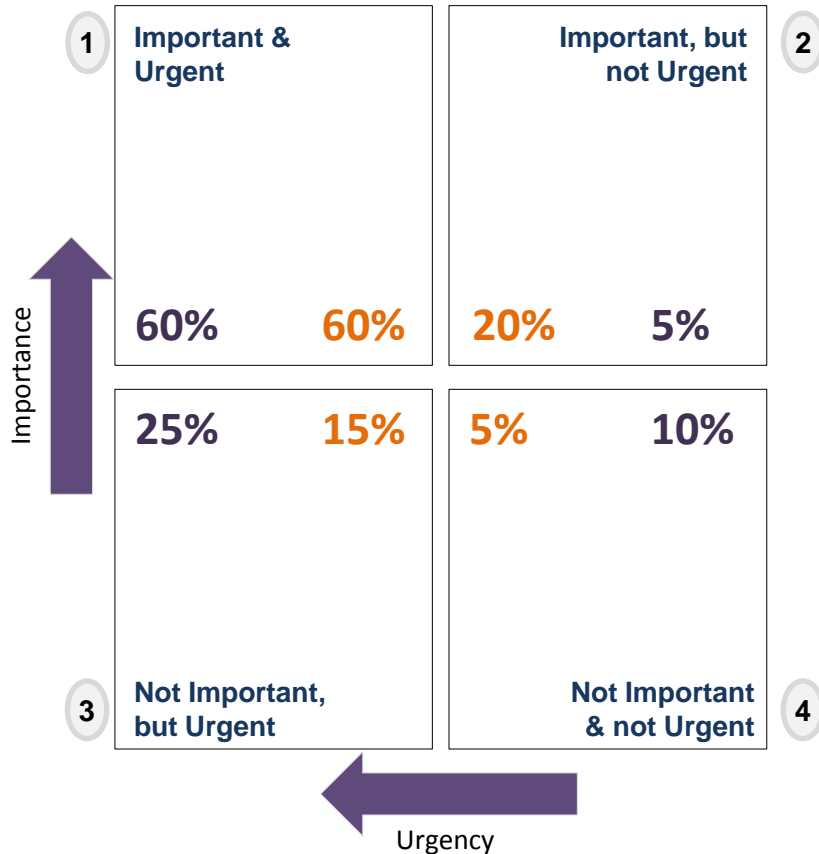 1
Important &
Urgent
60% 60%
Important, but
not Urgent
2
20% 5%
Importance
25% 15%
Not Important,
but Urgent
3
5% 10%
Not Important
& not Urgent
4
Urgency